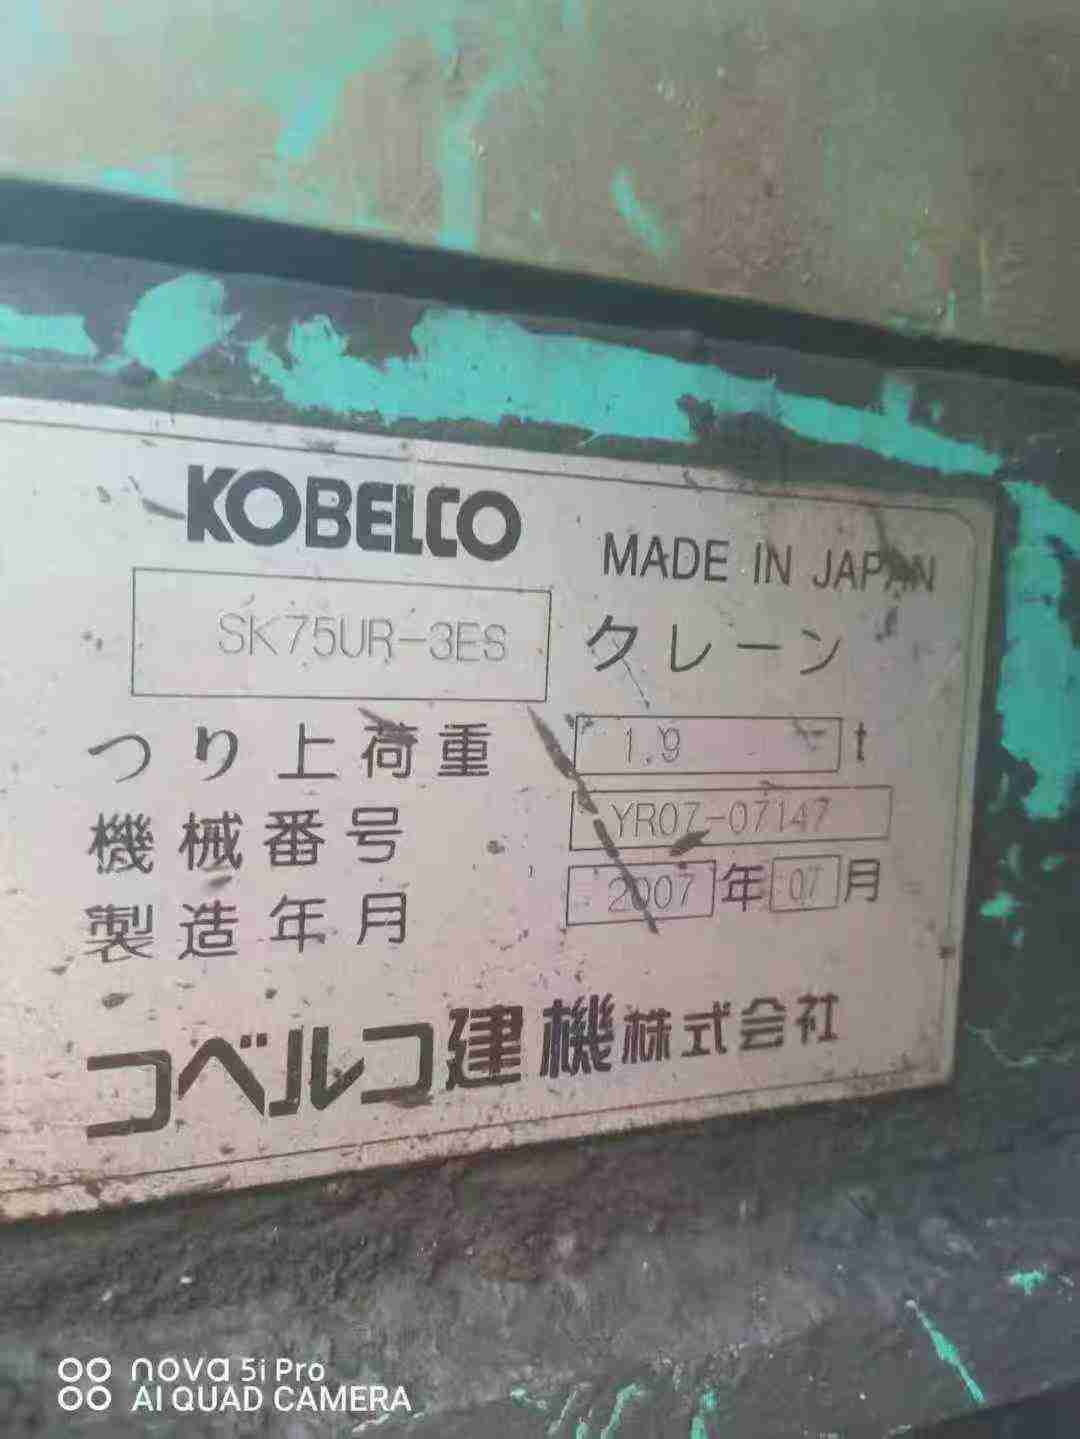 KOBELCO
MADE IN JAPAN
SK75UR-3ES クレーン
つり上荷重 1.9 t
機械番号 YR07-07147
製造年月 2007 年 07 月
コベルコ建機株式会社
nova 5i Pro
AI QUAD CAMERA